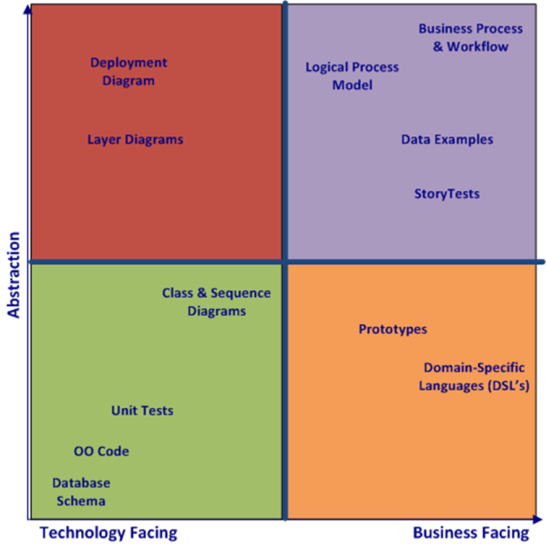 Business Process
& Workflow
Deployment
Diagram
Logical Process
Model
Layer Diagrams
Data Examples
StoryTests
Abstraction
Class & Sequence
Diagrams
Prototypes
Domain-Specific
Languages (DSL's)
Unit Tests
OO Code
Database
Schema
Technology Facing
Business Facing